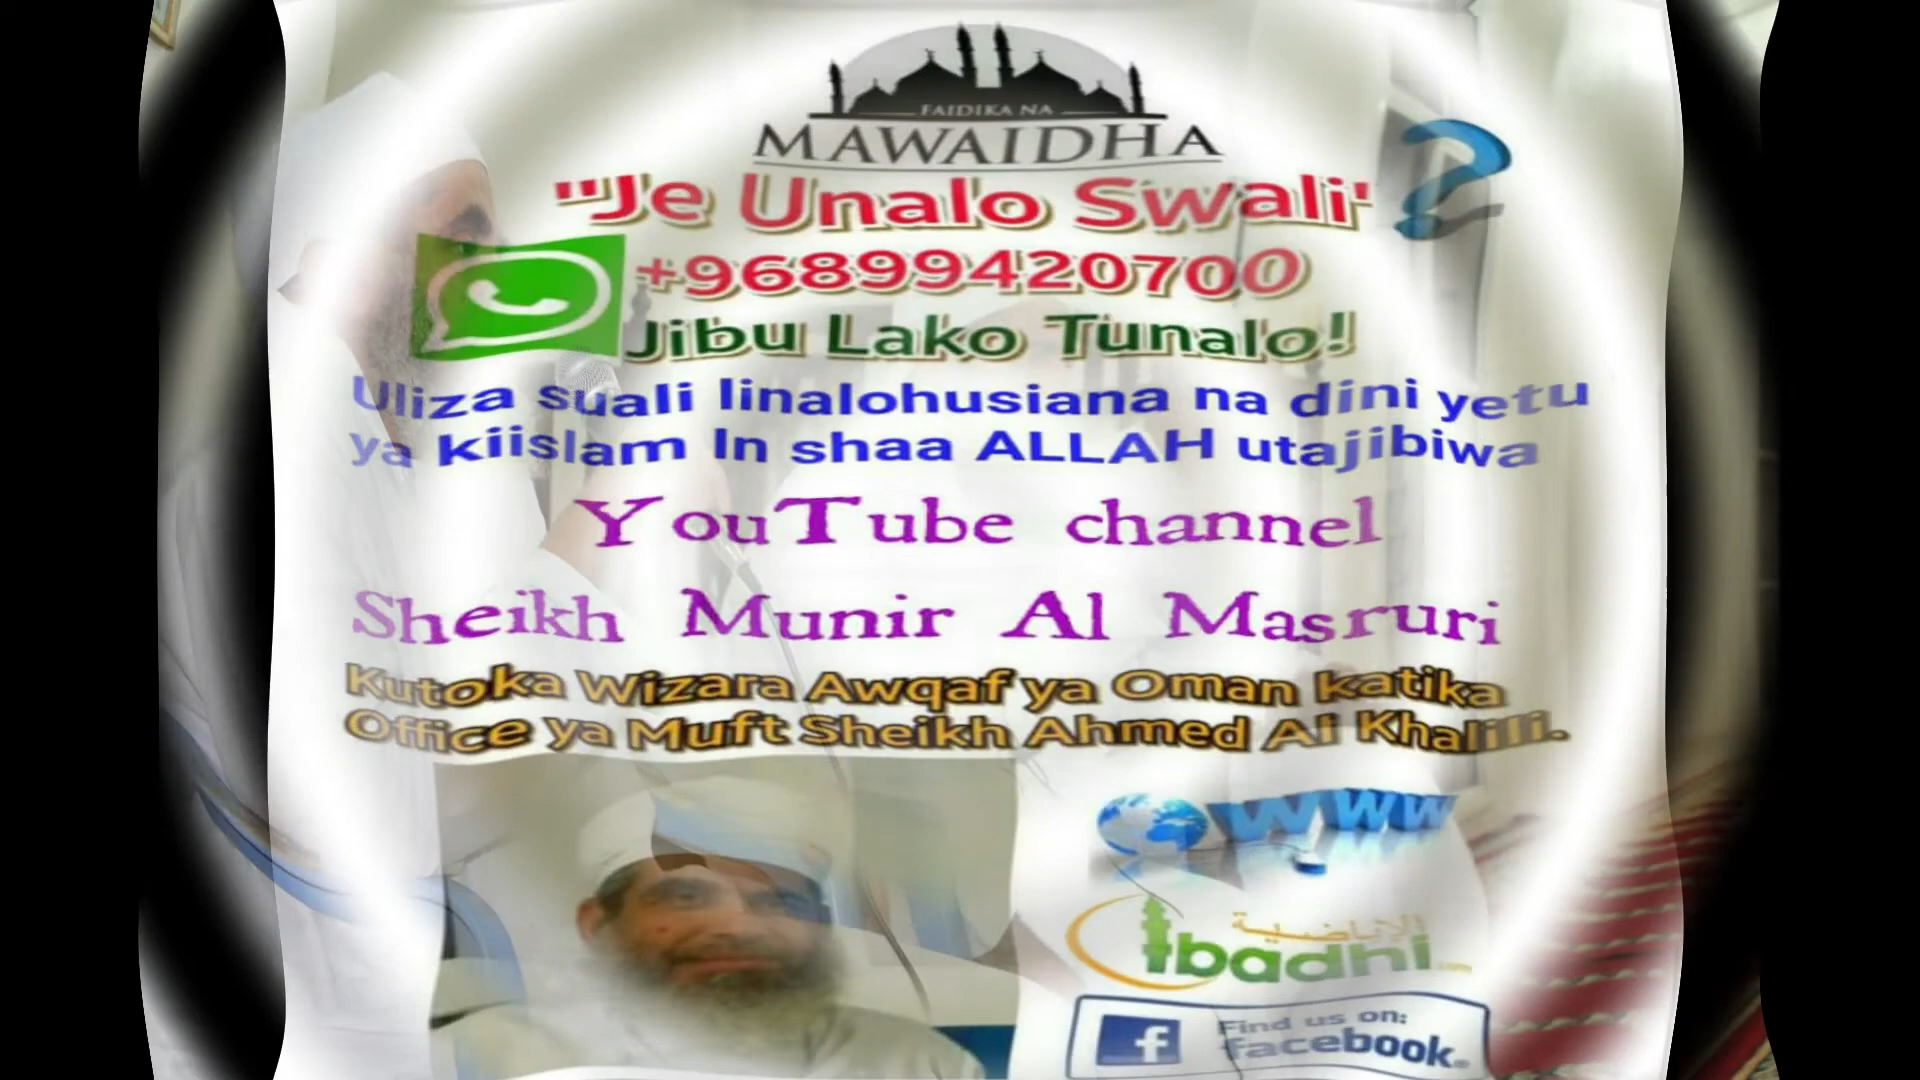 FAIDIKA NA
MAWAIDHA
"Je Unalo Swali' ?
+96899420700
Jibu Lako Tunalo!
Uliza suali linalohusiana na dini yetu
ya kiislam In shaa ALLAH utajibiwa
YouTube channel
Sheikh Munir Al Masruri
Kutoka Wizara Awqaf ya Oman Katika
Office ya Muft Sheikh Ahmed Al Khalili.
WWW
الإباضية
Ibadhi
Find us on:
facebook.